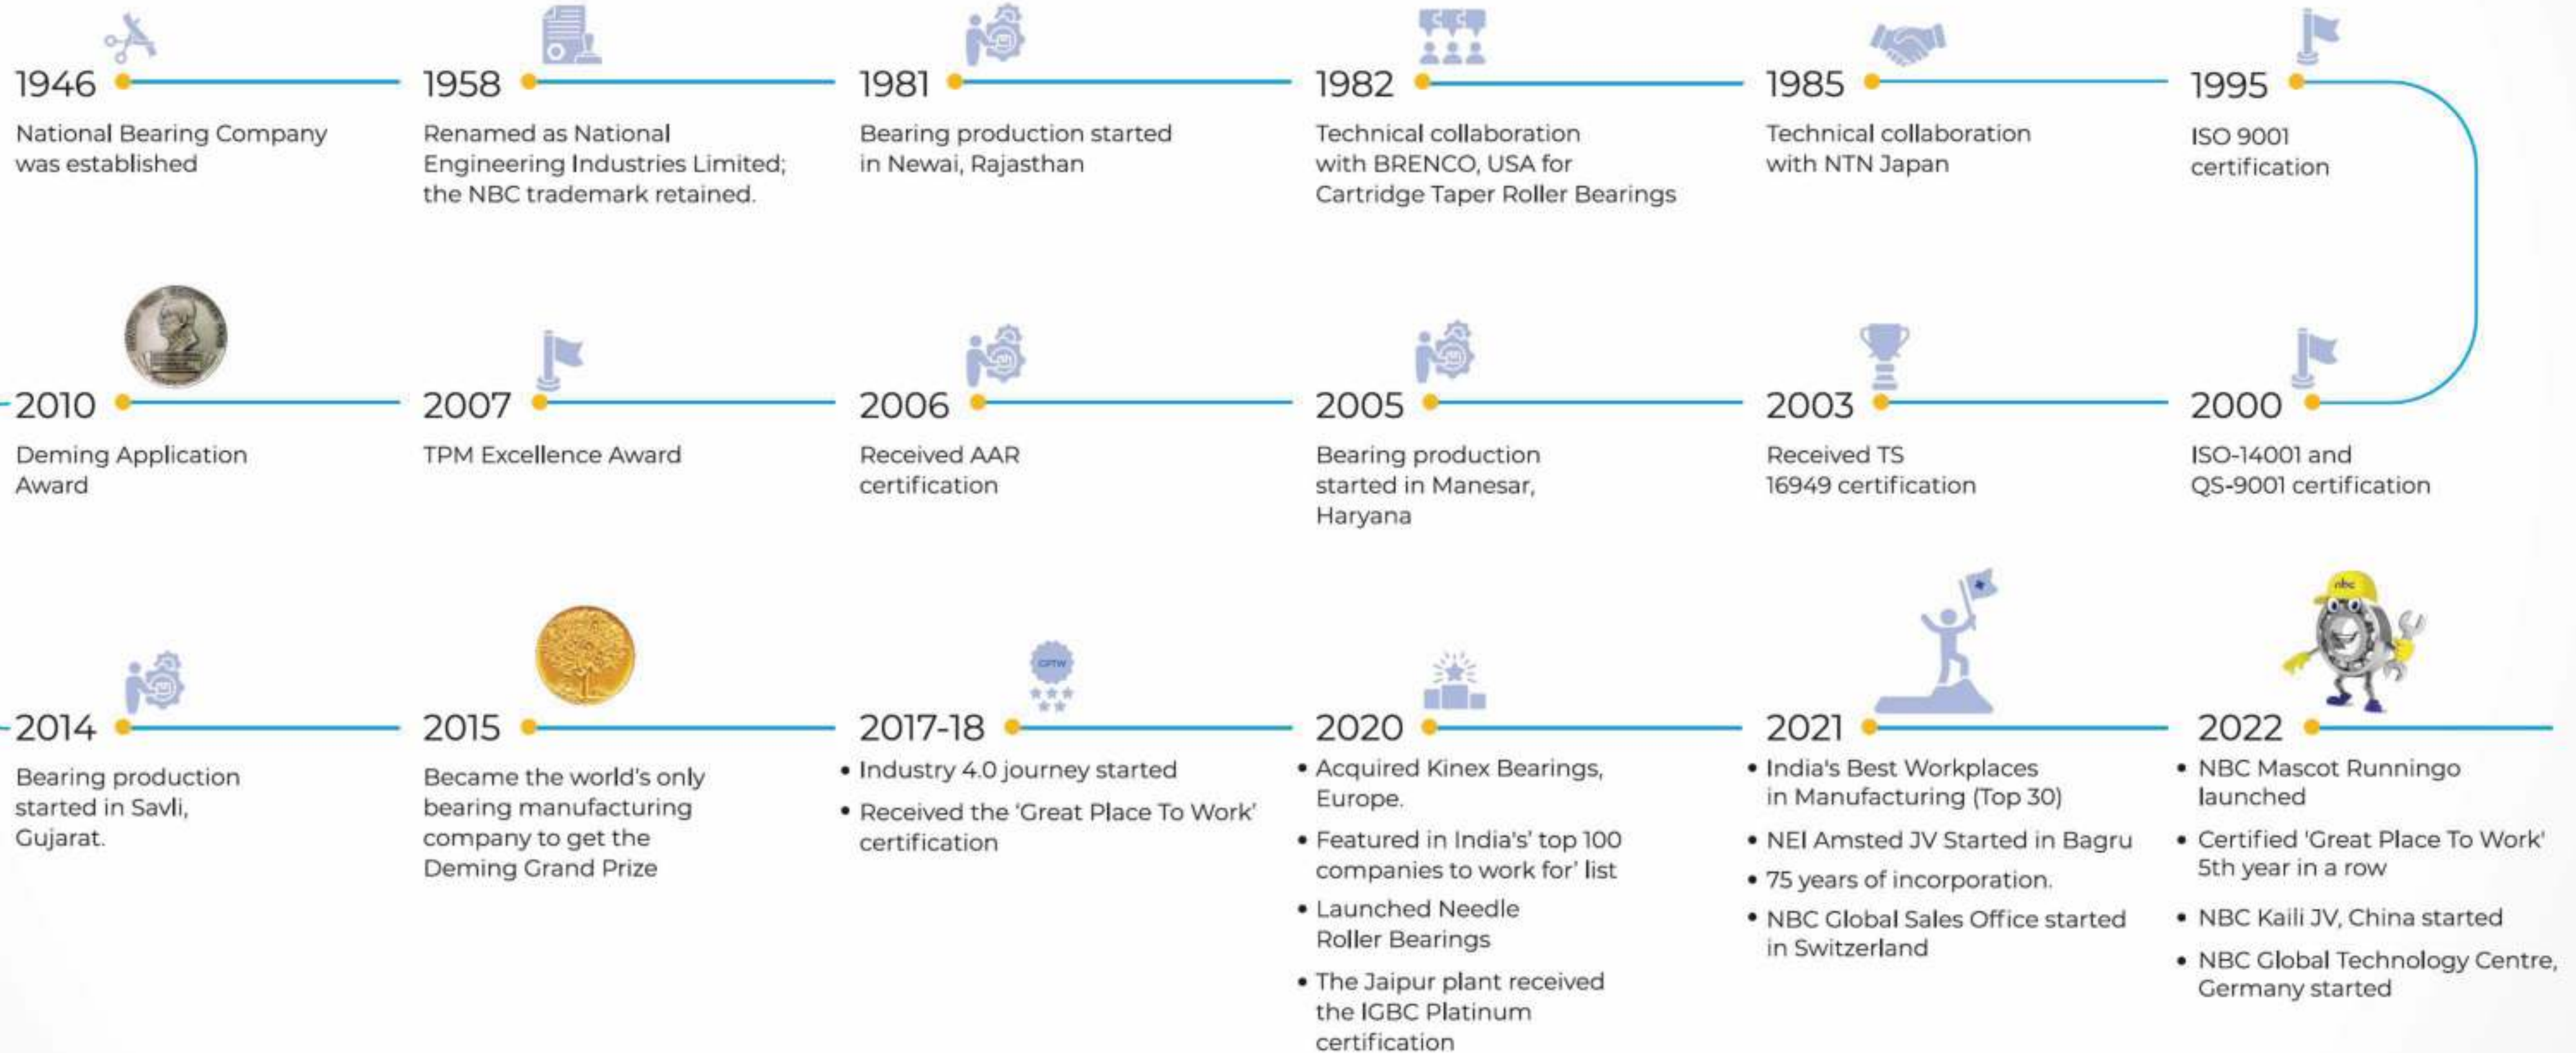 1946
National Bearing Company
was established
1958
Renamed as National
Engineering Industries Limited;
the NBC trademark retained.
1981
Bearing production started
in Newai, Rajasthan
1982
Technical collaboration
with BRENCO, USA for
Cartridge Taper Roller Bearings
1985
Technical collaboration
with NTN Japan
1995
ISO 9001
certification
2010
Deming Application
Award
2007
TPM Excellence Award
2006
Received AAR
certification
2005
Bearing production
started in Manesar,
Haryana
2003
Received TS
16949 certification
2000
ISO-14001 and
QS-9001 certification
2014
Bearing production
started in Savli,
Gujarat.
2015
Became the world's only
bearing manufacturing
company to get the
Deming Grand Prize
GPTW
2017-18
• Industry 4.0 journey started
• Received the ‘Great Place To Work’
certification
2020
• Acquired Kinex Bearings,
Europe.
• Featured in India's’ top 100
companies to work for’ list
• Launched Needle
Roller Bearings
• The Jaipur plant received
the IGBC Platinum
certification
2021
• India's Best Workplaces
in Manufacturing (Top 30)
• NEI Amsted JV Started in Bagru
• 75 years of incorporation.
• NBC Global Sales Office started
in Switzerland
nbc
2022
• NBC Mascot Runningo
launched
• Certified 'Great Place To Work'
5th year in a row
• NBC Kaili JV, China started
• NBC Global Technology Centre,
Germany started